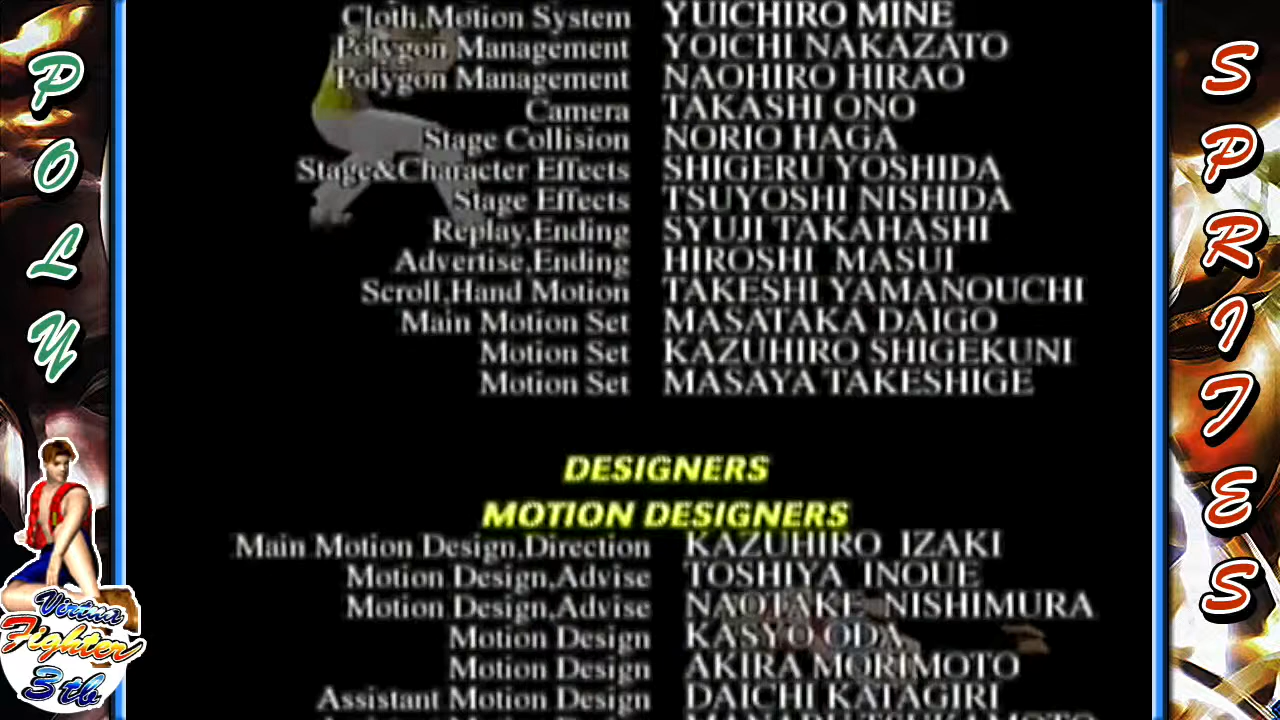 Cloth,Motion System YUICHIRO MINE
Polygon Management YOICHI NAKAZATO
Polygon Management NAOHIRO HIRAO
Camera TAKASHI ONO
Stage Collision NORIO HAGA
Stage&Character Effects SHIGERU YOSHIDA
Stage Effects TSUYOSHI NISHIDA
Replay,Ending SYUJI TAKAHASHI
Advertise,Ending HIROSHI MASUI
Scroll,Hand Motion TAKESHI YAMANOUCHI
Main Motion Set MASATAKA DAIGO
Motion Set KAZUHIRO SHIGEKUNI
Motion Set MASAYA TAKESHIGE
DESIGNERS
MOTION DESIGNERS
Main Motion Design,Direction KAZUHIRO IZAKI
Motion Design,Advise TOSHIYA INOUE
Motion Design,Advise NAOTAKE NISHIMURA
Motion Design KASYO ODA
Motion Design AKIRA MORIMOTO
Assistant Motion Design DAICHI KATAGIRI
POLY
SPRITES
Virtua
Fighter
3tb